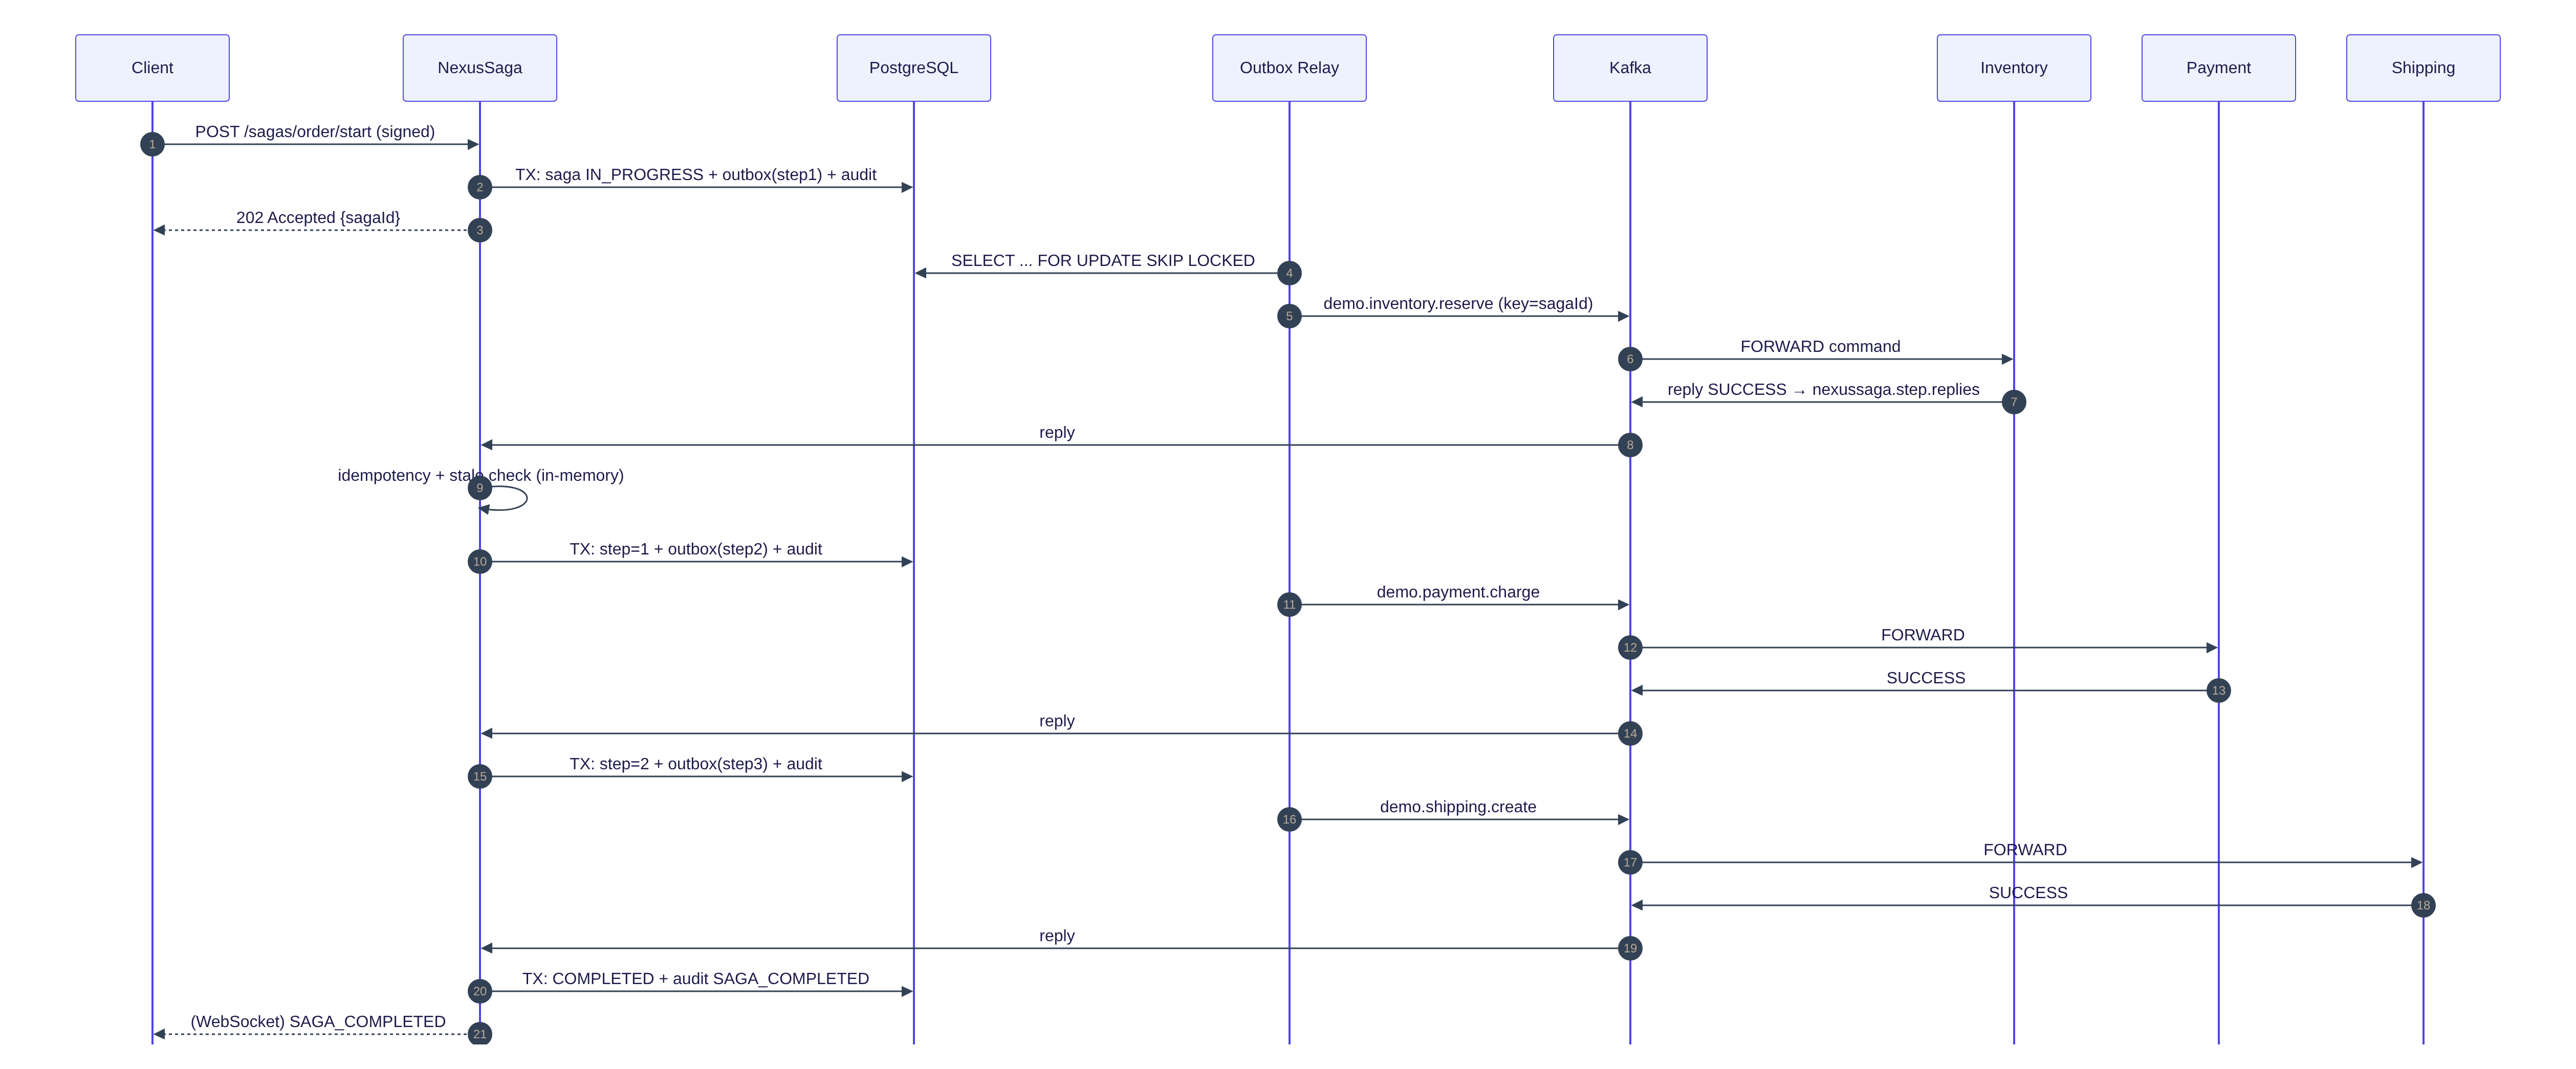 Client
NexusSaga
PostgreSQL
Outbox Relay
Kafka
Inventory
Payment
Shipping
1
POST /sagas/order/start (signed)
2
TX: saga IN_PROGRESS + outbox(step1) + audit
202 Accepted {sagaId}
3
SELECT ... FOR UPDATE SKIP LOCKED
4
5
demo.inventory.reserve (key=sagaId)
6
FORWARD command
reply SUCCESS → nexussaga.step.replies
7
reply
8
idempotency + stale check (in-memory)
9
10
TX: step=1 + outbox(step2) + audit
11
demo.payment.charge
12
FORWARD
SUCCESS
13
reply
14
15
TX: step=2 + outbox(step3) + audit
16
demo.shipping.create
17
FORWARD
SUCCESS
18
reply
19
20
TX: COMPLETED + audit SAGA_COMPLETED
(WebSocket) SAGA_COMPLETED
21